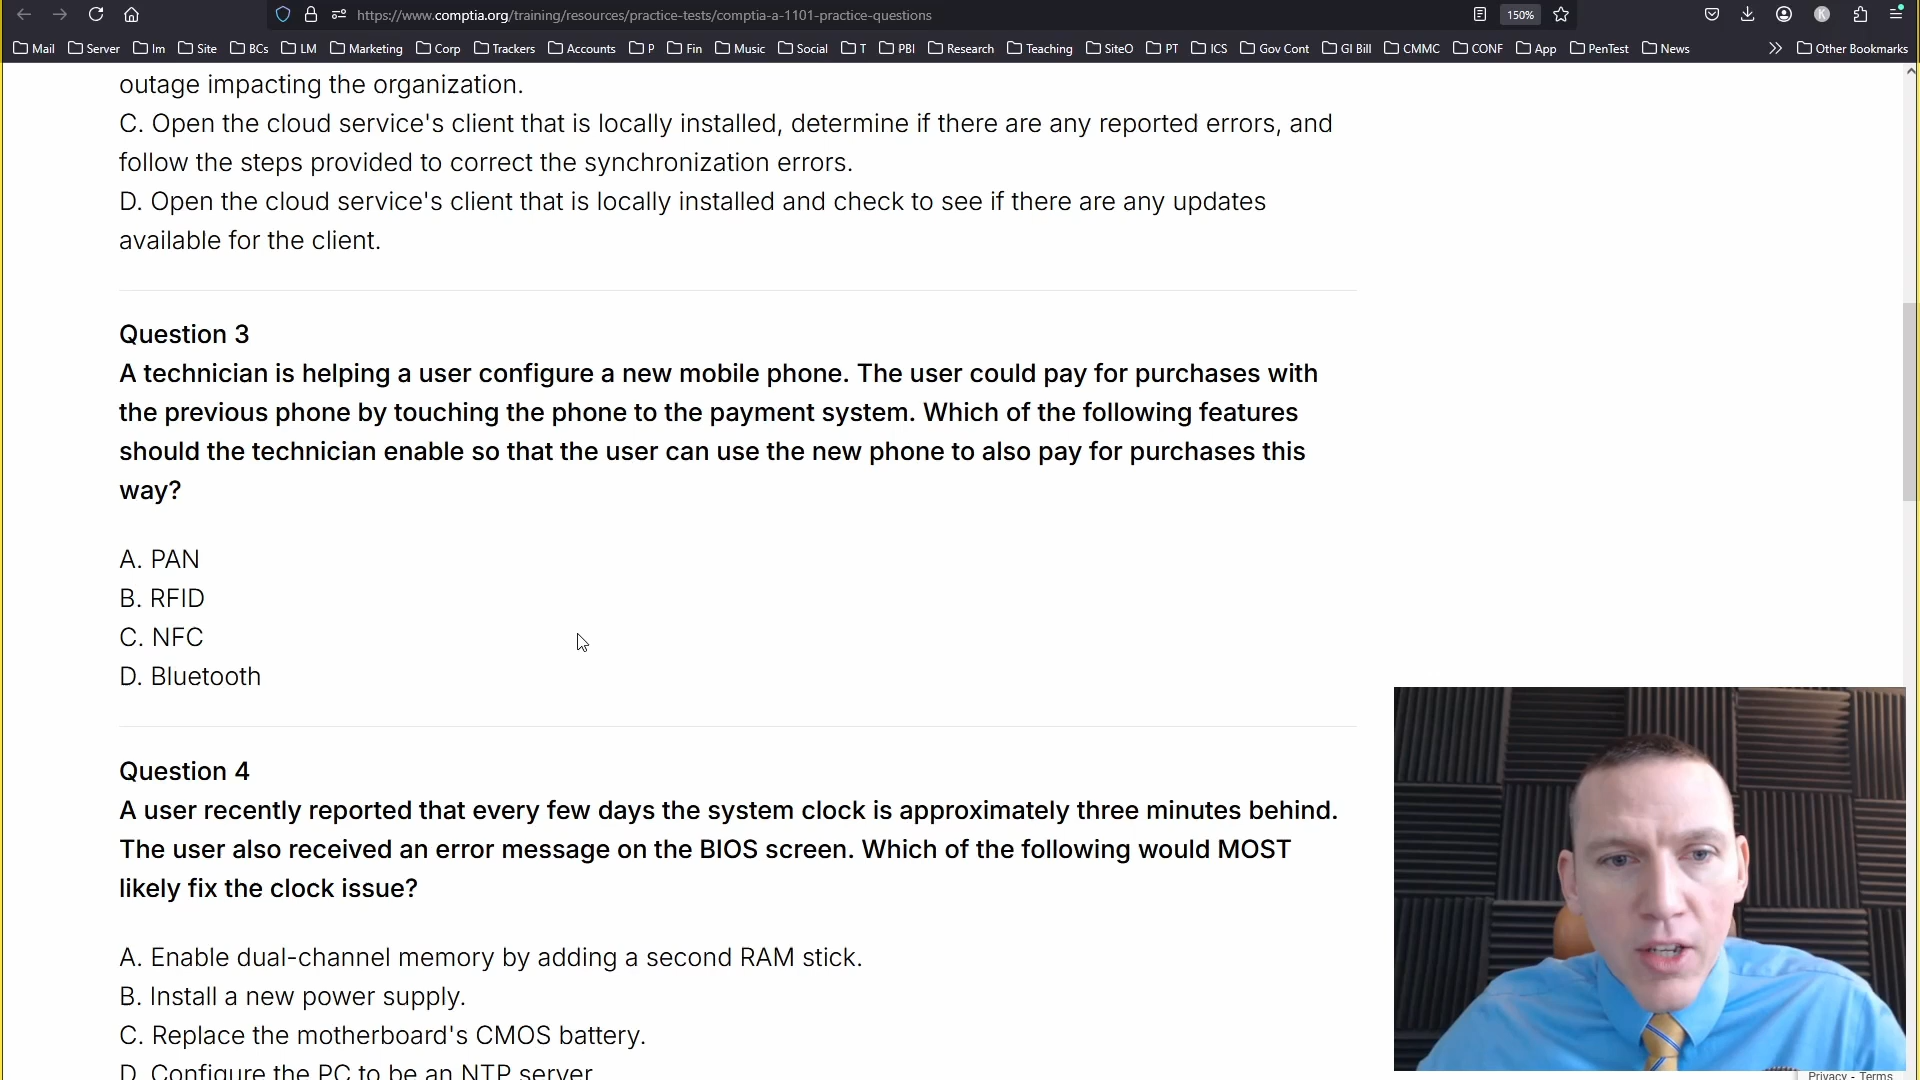 https://www.comptia.org/training/resources/practice-tests/comptia-a-1101-practice-questions
150%
K
Mail Server Im Site BCs LM Marketing Corp Trackers Accounts P Fin Music Social T PBI Research Teaching SiteO PT ICS Gov Cont GI Bill CMMC CONF App PenTest News Other Bookmarks
outage impacting the organization.
C. Open the cloud service's client that is locally installed, determine if there are any reported errors, and
follow the steps provided to correct the synchronization errors.
D. Open the cloud service's client that is locally installed and check to see if there are any updates
available for the client.
Question 3
A technician is helping a user configure a new mobile phone. The user could pay for purchases with
the previous phone by touching the phone to the payment system. Which of the following features
should the technician enable so that the user can use the new phone to also pay for purchases this
way?
A. PAN
B. RFID
C. NFC
D. Bluetooth
Question 4
A user recently reported that every few days the system clock is approximately three minutes behind.
The user also received an error message on the BIOS screen. Which of the following would MOST
likely fix the clock issue?
A. Enable dual-channel memory by adding a second RAM stick.
B. Install a new power supply.
C. Replace the motherboard's CMOS battery.
D. Configure the PC to be an NTP server
Privacy - Terms